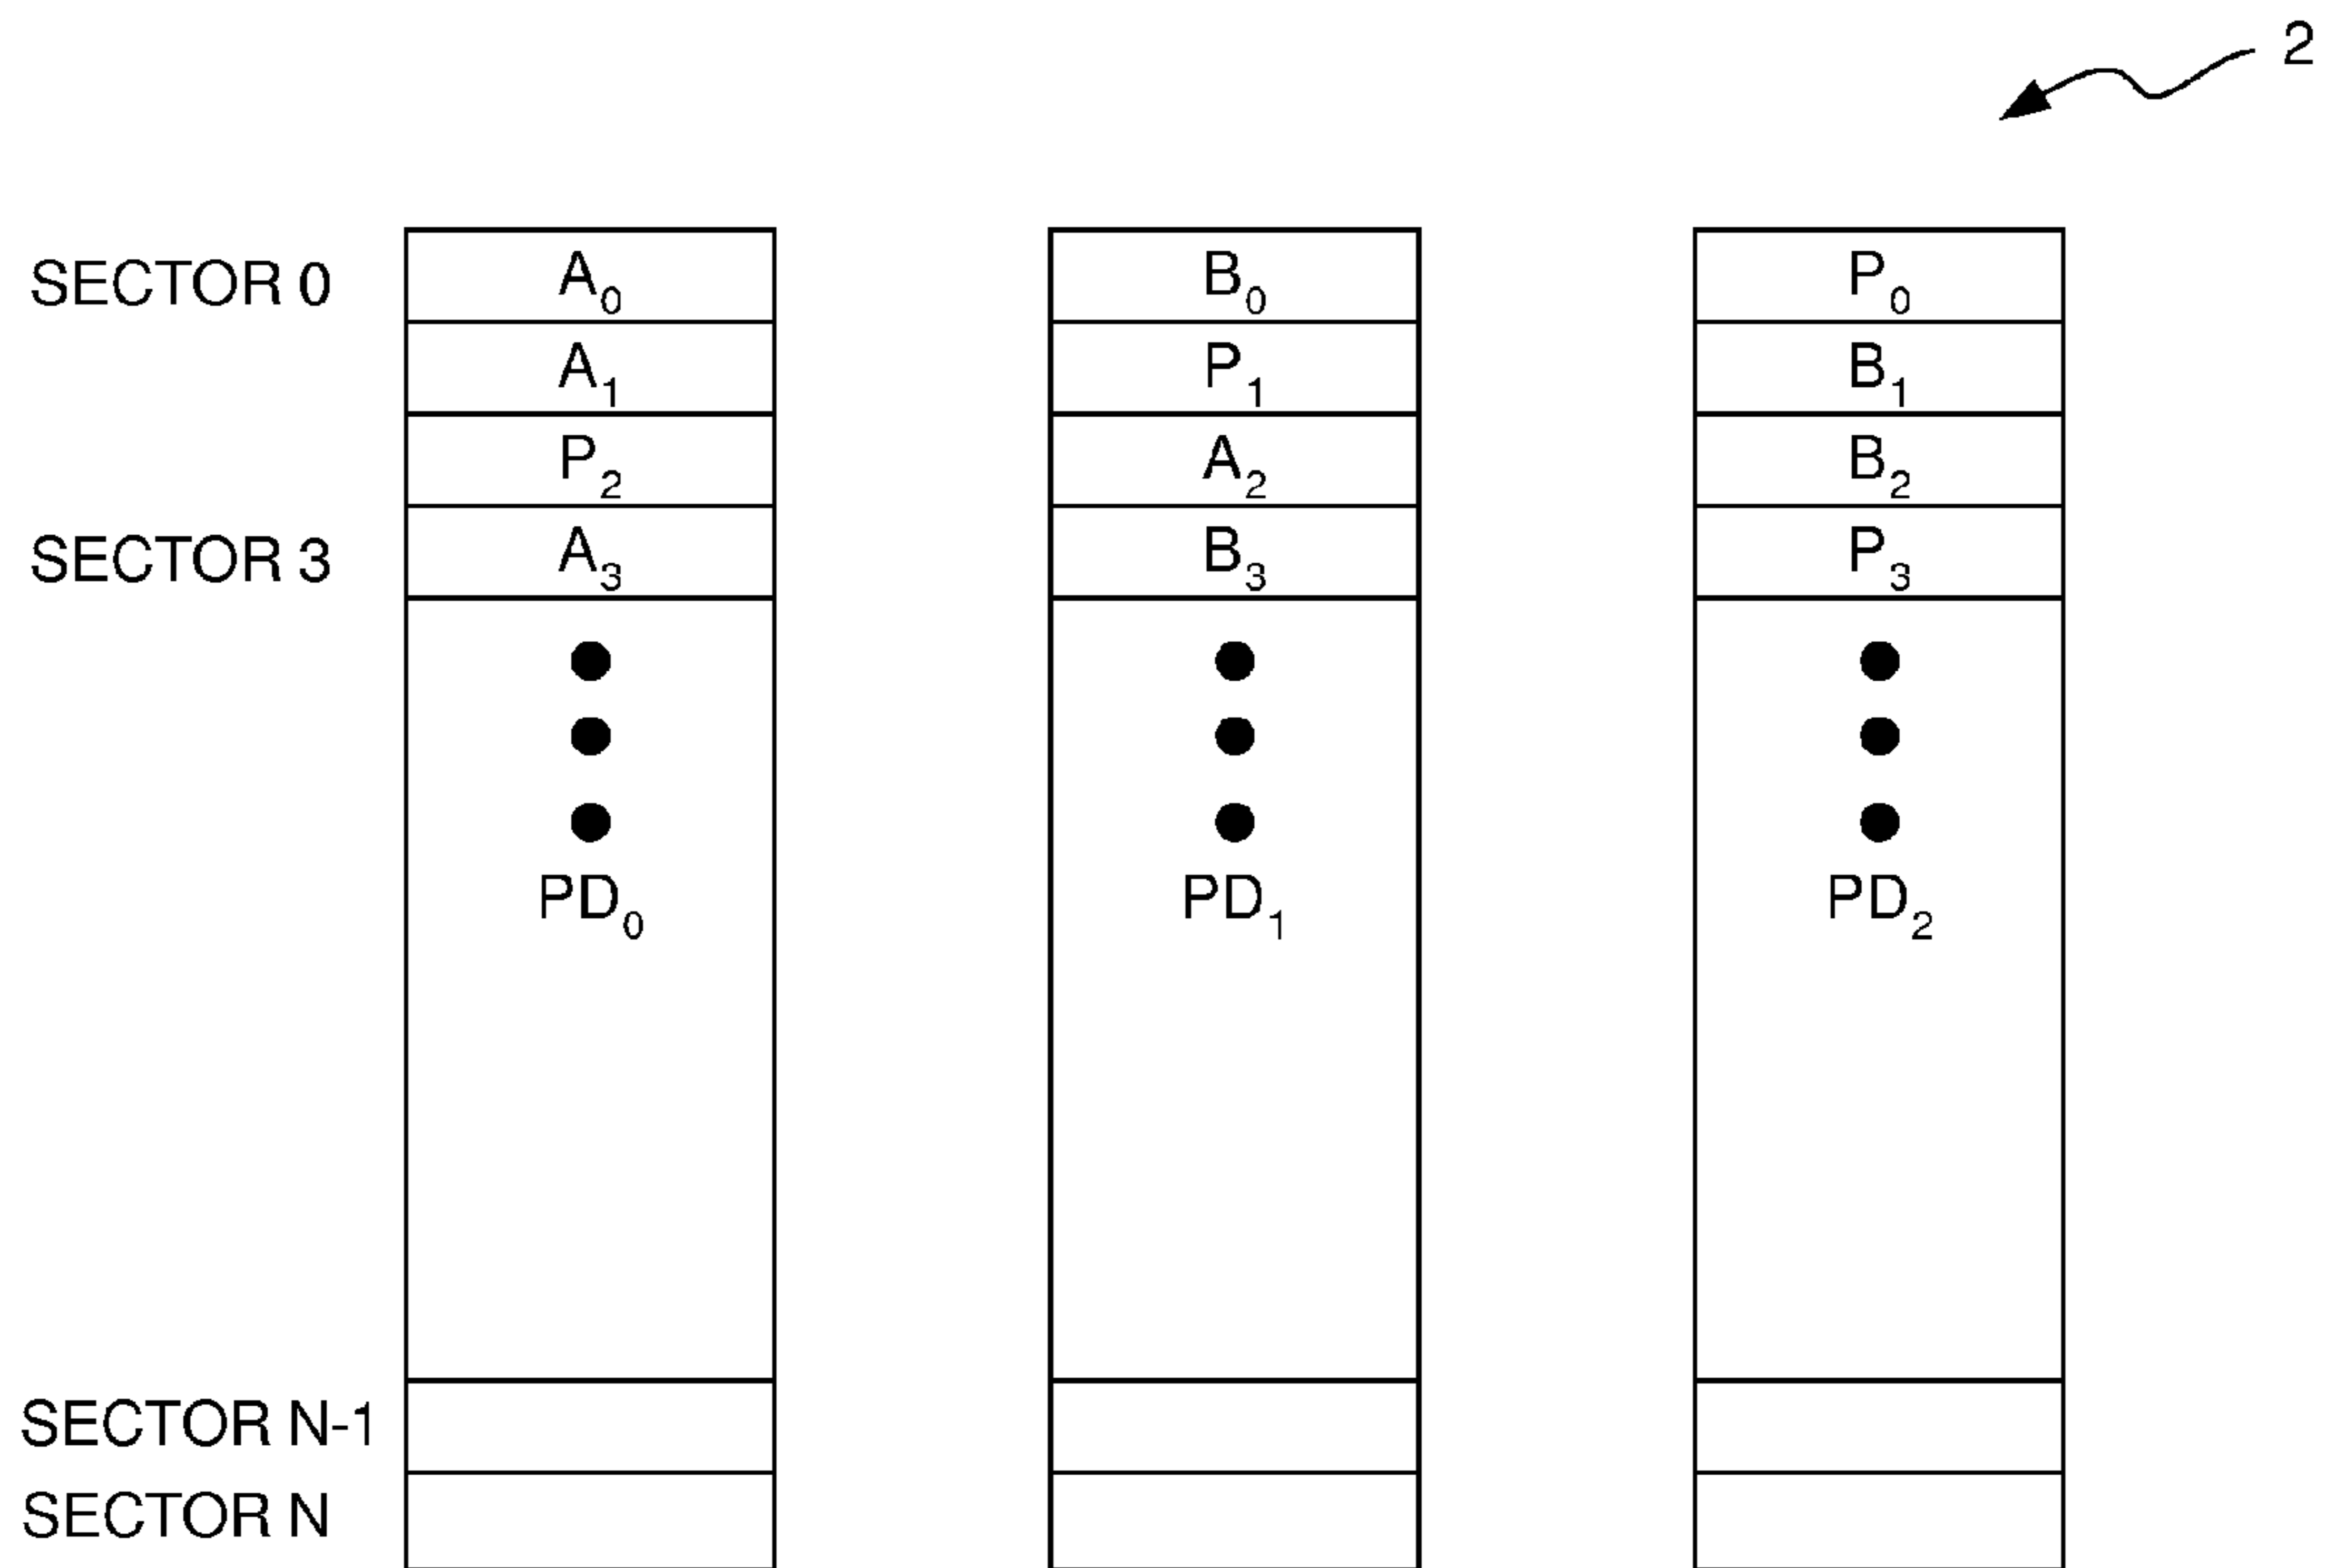 2
SECTOR 0 A₀ B₀ P₀
A₁ P₁ B₁
P₂ A₂ B₂
SECTOR 3 A₃ B₃ P₃
PD₀ PD₁ PD₂
SECTOR N-1
SECTOR N